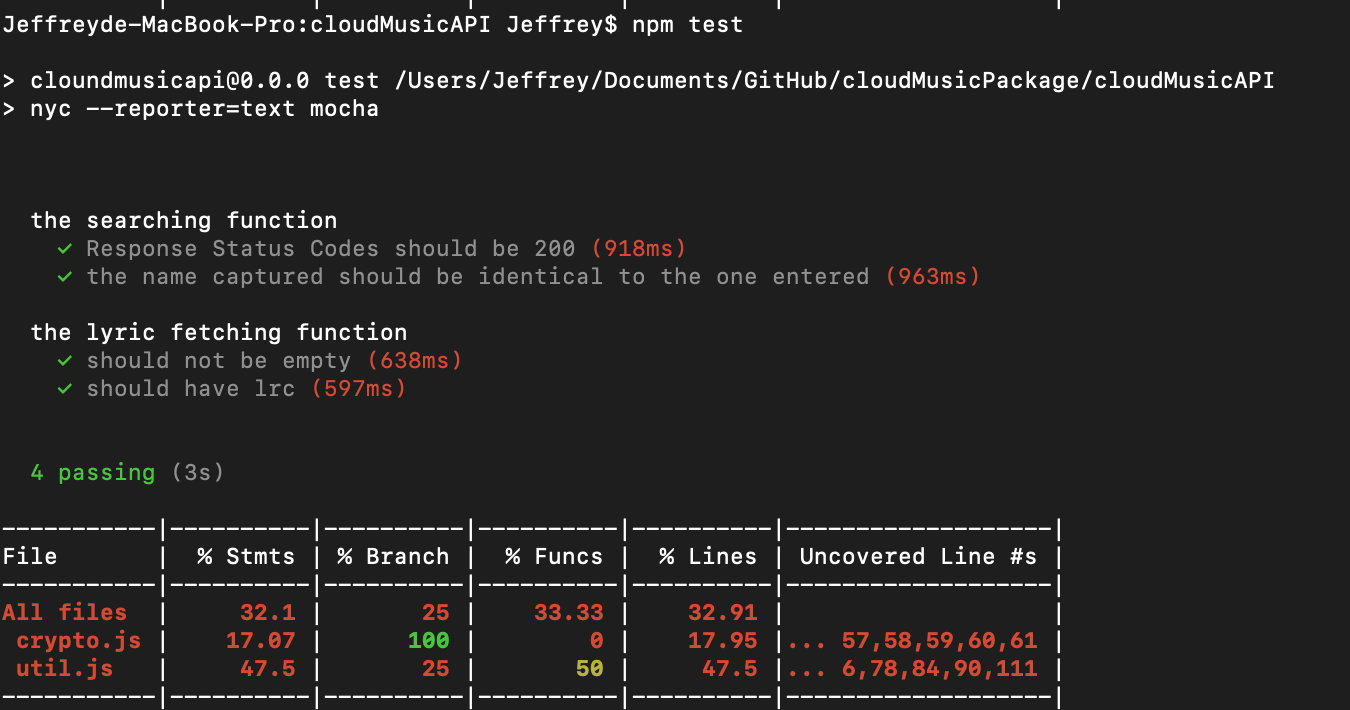 Jeffreyde-MacBook-Pro:cloudMusicAPI Jeffrey$ npm test
> cloundmusicapi@0.0.0 test /Users/Jeffrey/Documents/GitHub/cloudMusicPackage/cloudMusicAPI
> nyc --reporter=text mocha
the searching function
✓ Response Status Codes should be 200 (918ms)
✓ the name captured should be identical to the one entered (963ms)
the lyric fetching function
✓ should not be empty (638ms)
✓ should have lrc (597ms)
4 passing (3s)
-----------|----------|----------|----------|----------|-------------------|
File | % Stmts | % Branch | % Funcs | % Lines | Uncovered Line #s |
-----------|----------|----------|----------|----------|-------------------|
All files | 32.1 | 25 | 33.33 | 32.91 | |
crypto.js | 17.07 | 100 | 0 | 17.95 |... 57,58,59,60,61 |
util.js | 47.5 | 25 | 50 | 47.5 |... 6,78,84,90,111 |
-----------|----------|----------|----------|----------|-------------------|